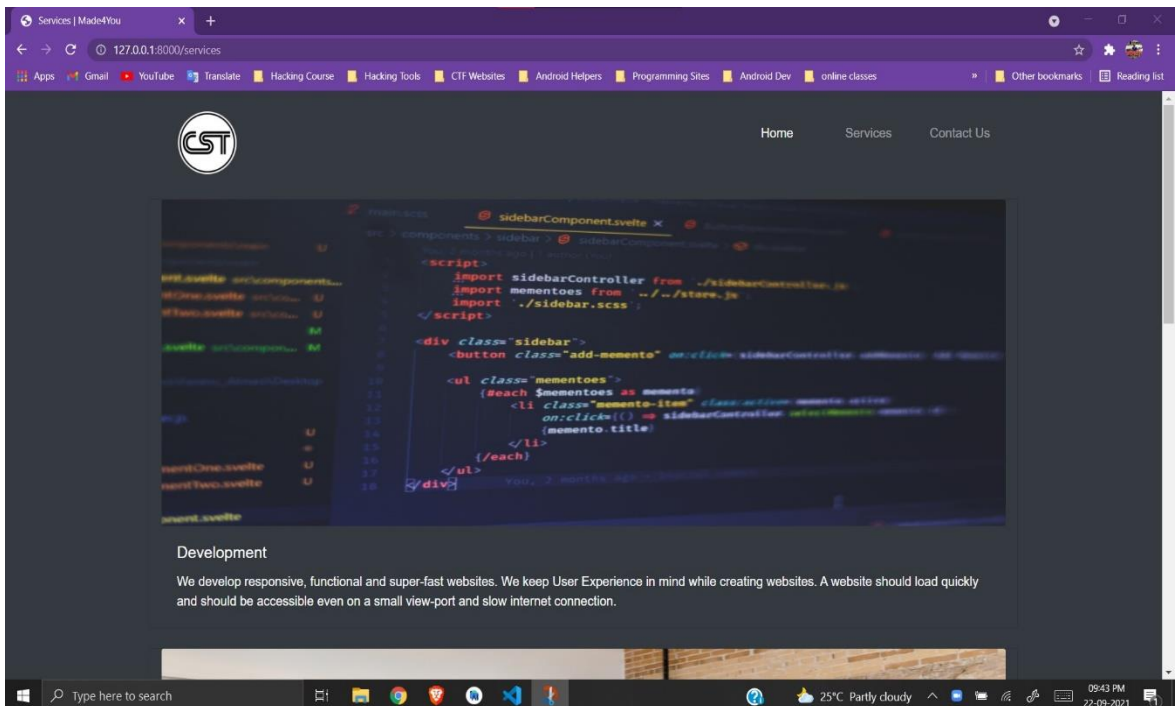 Services | Made4You
127.0.0.1:8000/services
Apps Gmail YouTube Translate Hacking Course Hacking Tools CTF Websites Android Helpers Programming Sites Android Dev online classes » Other bookmarks Reading list
CST
Home Services Contact Us
sidebarComponent.svelte
components > sidebar >
<script>
import sidebarController from
import mementoes from
import './sidebar.scss';
</script>
<div class="sidebar">
<button class="add-memento" on:click=
<ul class="mementoes">
{#each $mementoes as memento
<li class="memento-item"
on:click={() => sidebarController
{memento.title}
</li>
{/each}
</ul>
</div>
Development
We develop responsive, functional and super-fast websites. We keep User Experience in mind while creating websites. A website should load quickly
and should be accessible even on a small view-port and slow internet connection.
Type here to search
25°C Partly cloudy
09:43 PM
22-09-2021